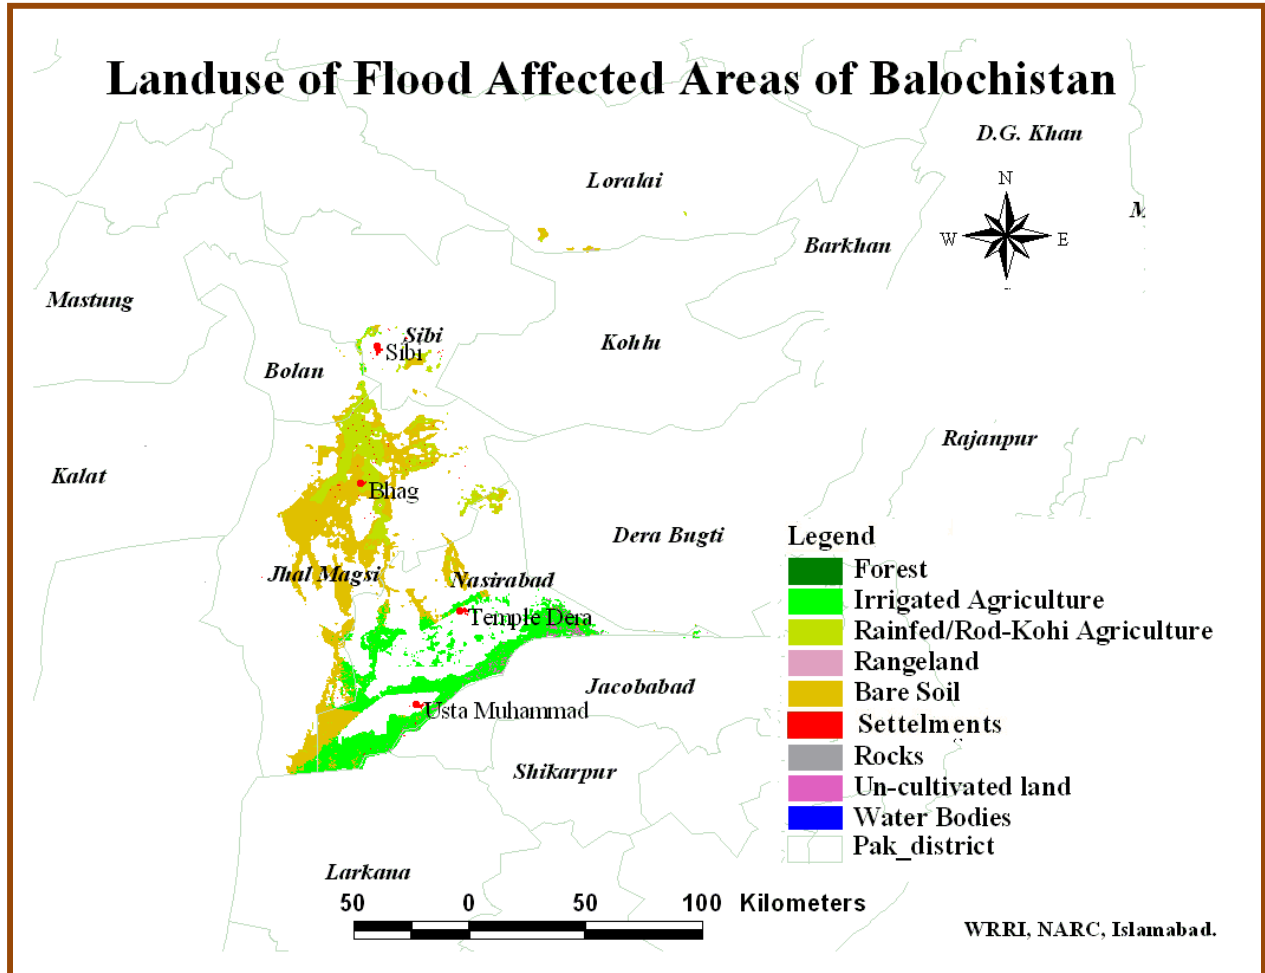 Landuse of Flood Affected Areas of Balochistan
D.G. Khan
Loralai
N
M
W
E
Barkhan
Mastung
Sibi
Sibi
Kohlu
Bolan
Rajanpur
Kalat
Bhag
Dera Bugti
Legend
Forest
Jhal Magsi
Nasirabad
Irrigated Agriculture
Temple Dera
Rainfed/Rod-Kohi Agriculture
Rangeland
Jacobabad
Bare Soil
Usta Muhammad
Settelments
Rocks
Shikarpur
Un-cultivated land
Water Bodies
Pak_district
Larkana
50 0 50 100 Kilometers
WRRI, NARC, Islamabad.